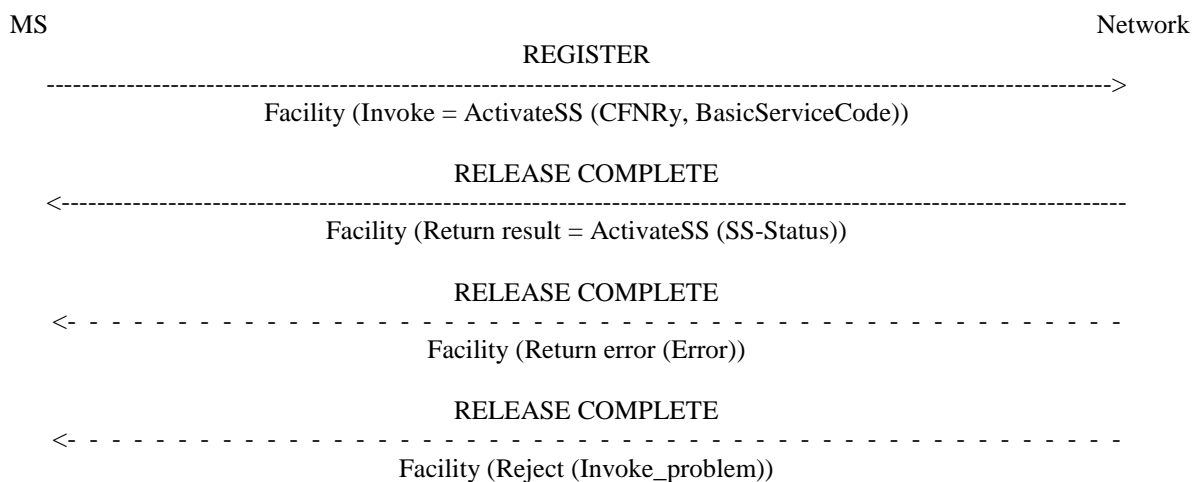 MS Network
REGISTER
Facility (Invoke = ActivateSS (CFNRy, BasicServiceCode))
RELEASE COMPLETE
Facility (Return result = ActivateSS (SS-Status))
RELEASE COMPLETE
Facility (Return error (Error))
RELEASE COMPLETE
Facility (Reject (Invoke_problem))